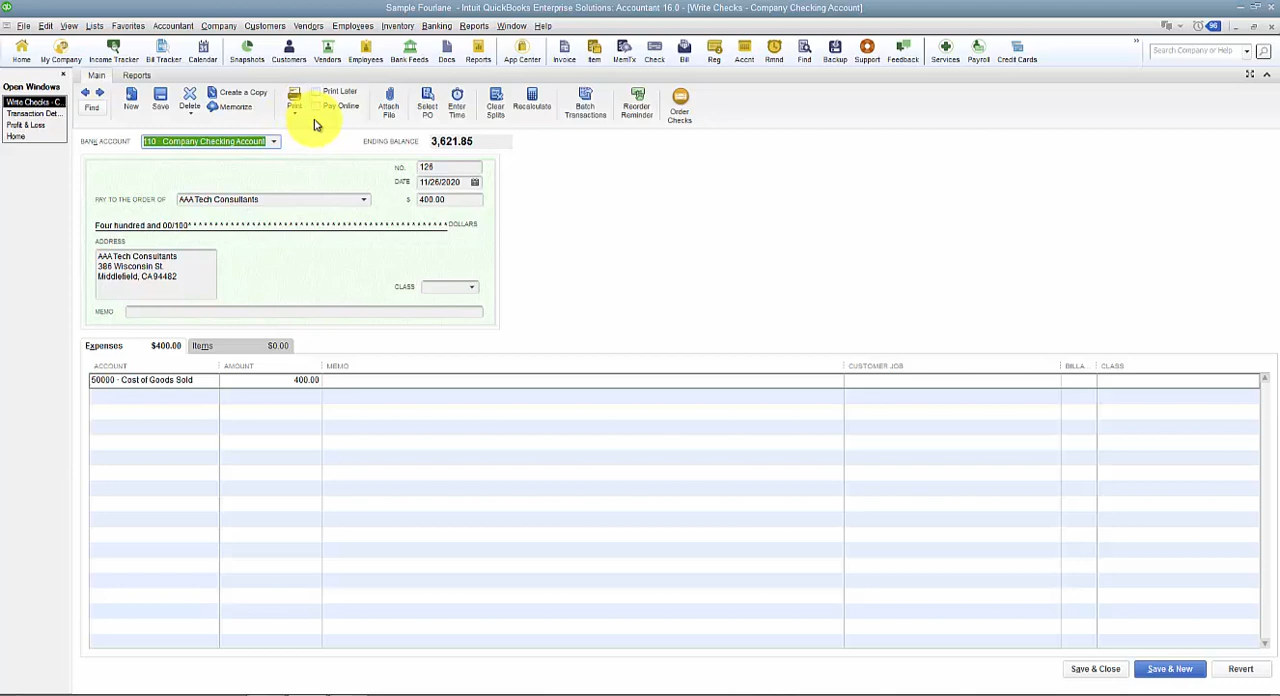 Sample Fourlane - Intuit QuickBooks Enterprise Solutions: Accountant 16.0 - [Write Checks - Company Checking Account]
File Edit View Lists Favorites Accountant Company Customers Vendors Employees Banking Inventory Reports Window Help 96
Home My Company Income Tracker Bill Tracker Calendar Snapshots Customers Vendors Employees Bank Feeds Docs Reports App Center Invoice Item MemTx Check Bill Reg Accnt Rmnd Find Backup Support Feedback Services Payroll Credit Cards Search Company or Help
Open Windows
Write Checks - C...
Transaction Det...
Profit & Loss
Home
Main Reports
Find New Save Delete Create a Copy Memorize Print Print Later Pay Online Attach File Select PO Enter Time Clear Splits Recalculate Batch Transactions Reorder Reminder Order Checks
BANK ACCOUNT 110 · Company Checking Account ENDING BALANCE 3,621.85
NO. 126
DATE 11/26/2020
PAY TO THE ORDER OF AAA Tech Consultants $ 400.00
Four hundred and 00/100* * * * * * * * * * * * * * * * * * * * * * * * * * * * * * * * * * * * * * * * DOLLARS
ADDRESS
AAA Tech Consultants
386 Wisconsin St.
Middlefield, CA 94482
CLASS
MEMO
Expenses $400.00 Items $0.00
ACCOUNT AMOUNT MEMO CUSTOMER:JOB BILLA... CLASS
50000 · Cost of Goods Sold 400.00
Save & Close Save & New Revert